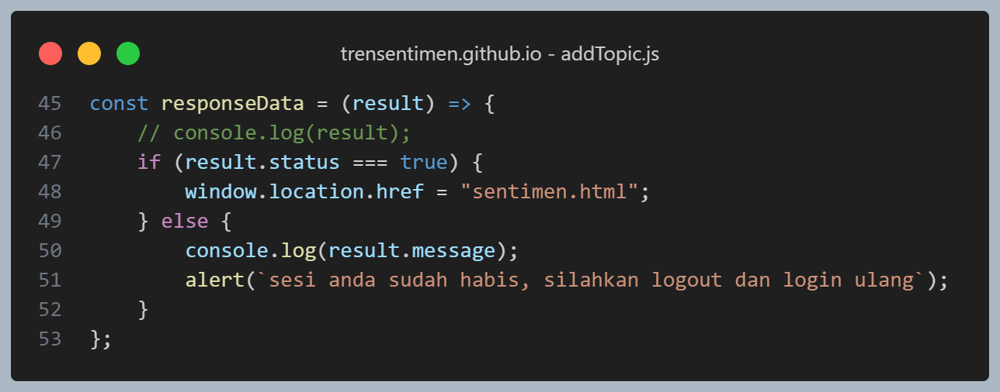 trensentimen.github.io - addTopic.js
45 const responseData = (result) => {
46     // console.log(result);
47     if (result.status === true) {
48         window.location.href = "sentimen.html";
49     } else {
50         console.log(result.message);
51         alert(`sesi anda sudah habis, silahkan logout dan login ulang`);
52     }
53 };